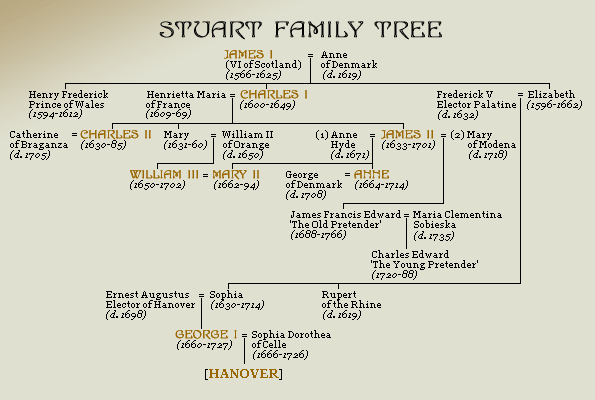 STUART FAMILY TREE
JAMES I = Anne
(VI of Scotland) of Denmark
(1566-1625) (d. 1619)
Henry Frederick Henrietta Maria = CHARLES I Frederick V = Elizabeth
Prince of Wales of France (1600-1649) Elector Palatine (1596-1662)
(1594-1612) (1609-69) (d. 1632)
Catherine = CHARLES II Mary = William II (1) Anne = JAMES II = (2) Mary
of Braganza (1630-85) (1631-60) of Orange Hyde (1633-1701) of Modena
(d. 1705) (d. 1650) (d. 1671) (d. 1718)
WILLIAM III = MARY II George = ANNE
(1650-1702) (1662-94) of Denmark (1664-1714)
(d. 1708)
James Francis Edward = Maria Clementina
'The Old Pretender' Sobieska
(1688-1766) (d. 1735)
Charles Edward
'The Young Pretender'
(1720-88)
Ernest Augustus = Sophia Rupert
Elector of Hanover (1630-1714) of the Rhine
(d. 1698) (d. 1619)
GEORGE I = Sophia Dorothea
(1660-1727) of Celle
(1666-1726)
[HANOVER]